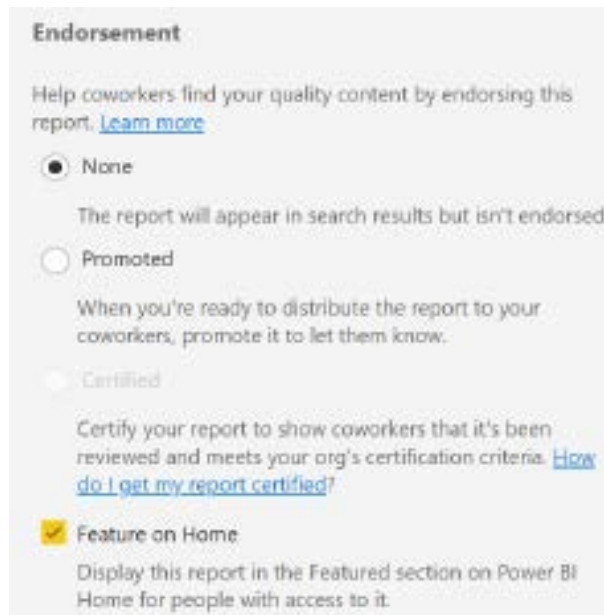 Endorsement
Help coworkers find your quality content by endorsing this
report. Learn more
None
The report will appear in search results but isn't endorsed
Promoted
When you're ready to distribute the report to your
coworkers, promote it to let them know.
Certified
Certify your report to show coworkers that it's been
reviewed and meets your org's certification criteria. How
do I get my report certified?
Feature on Home
Display this report in the Featured section on Power BI
Home for people with access to it.